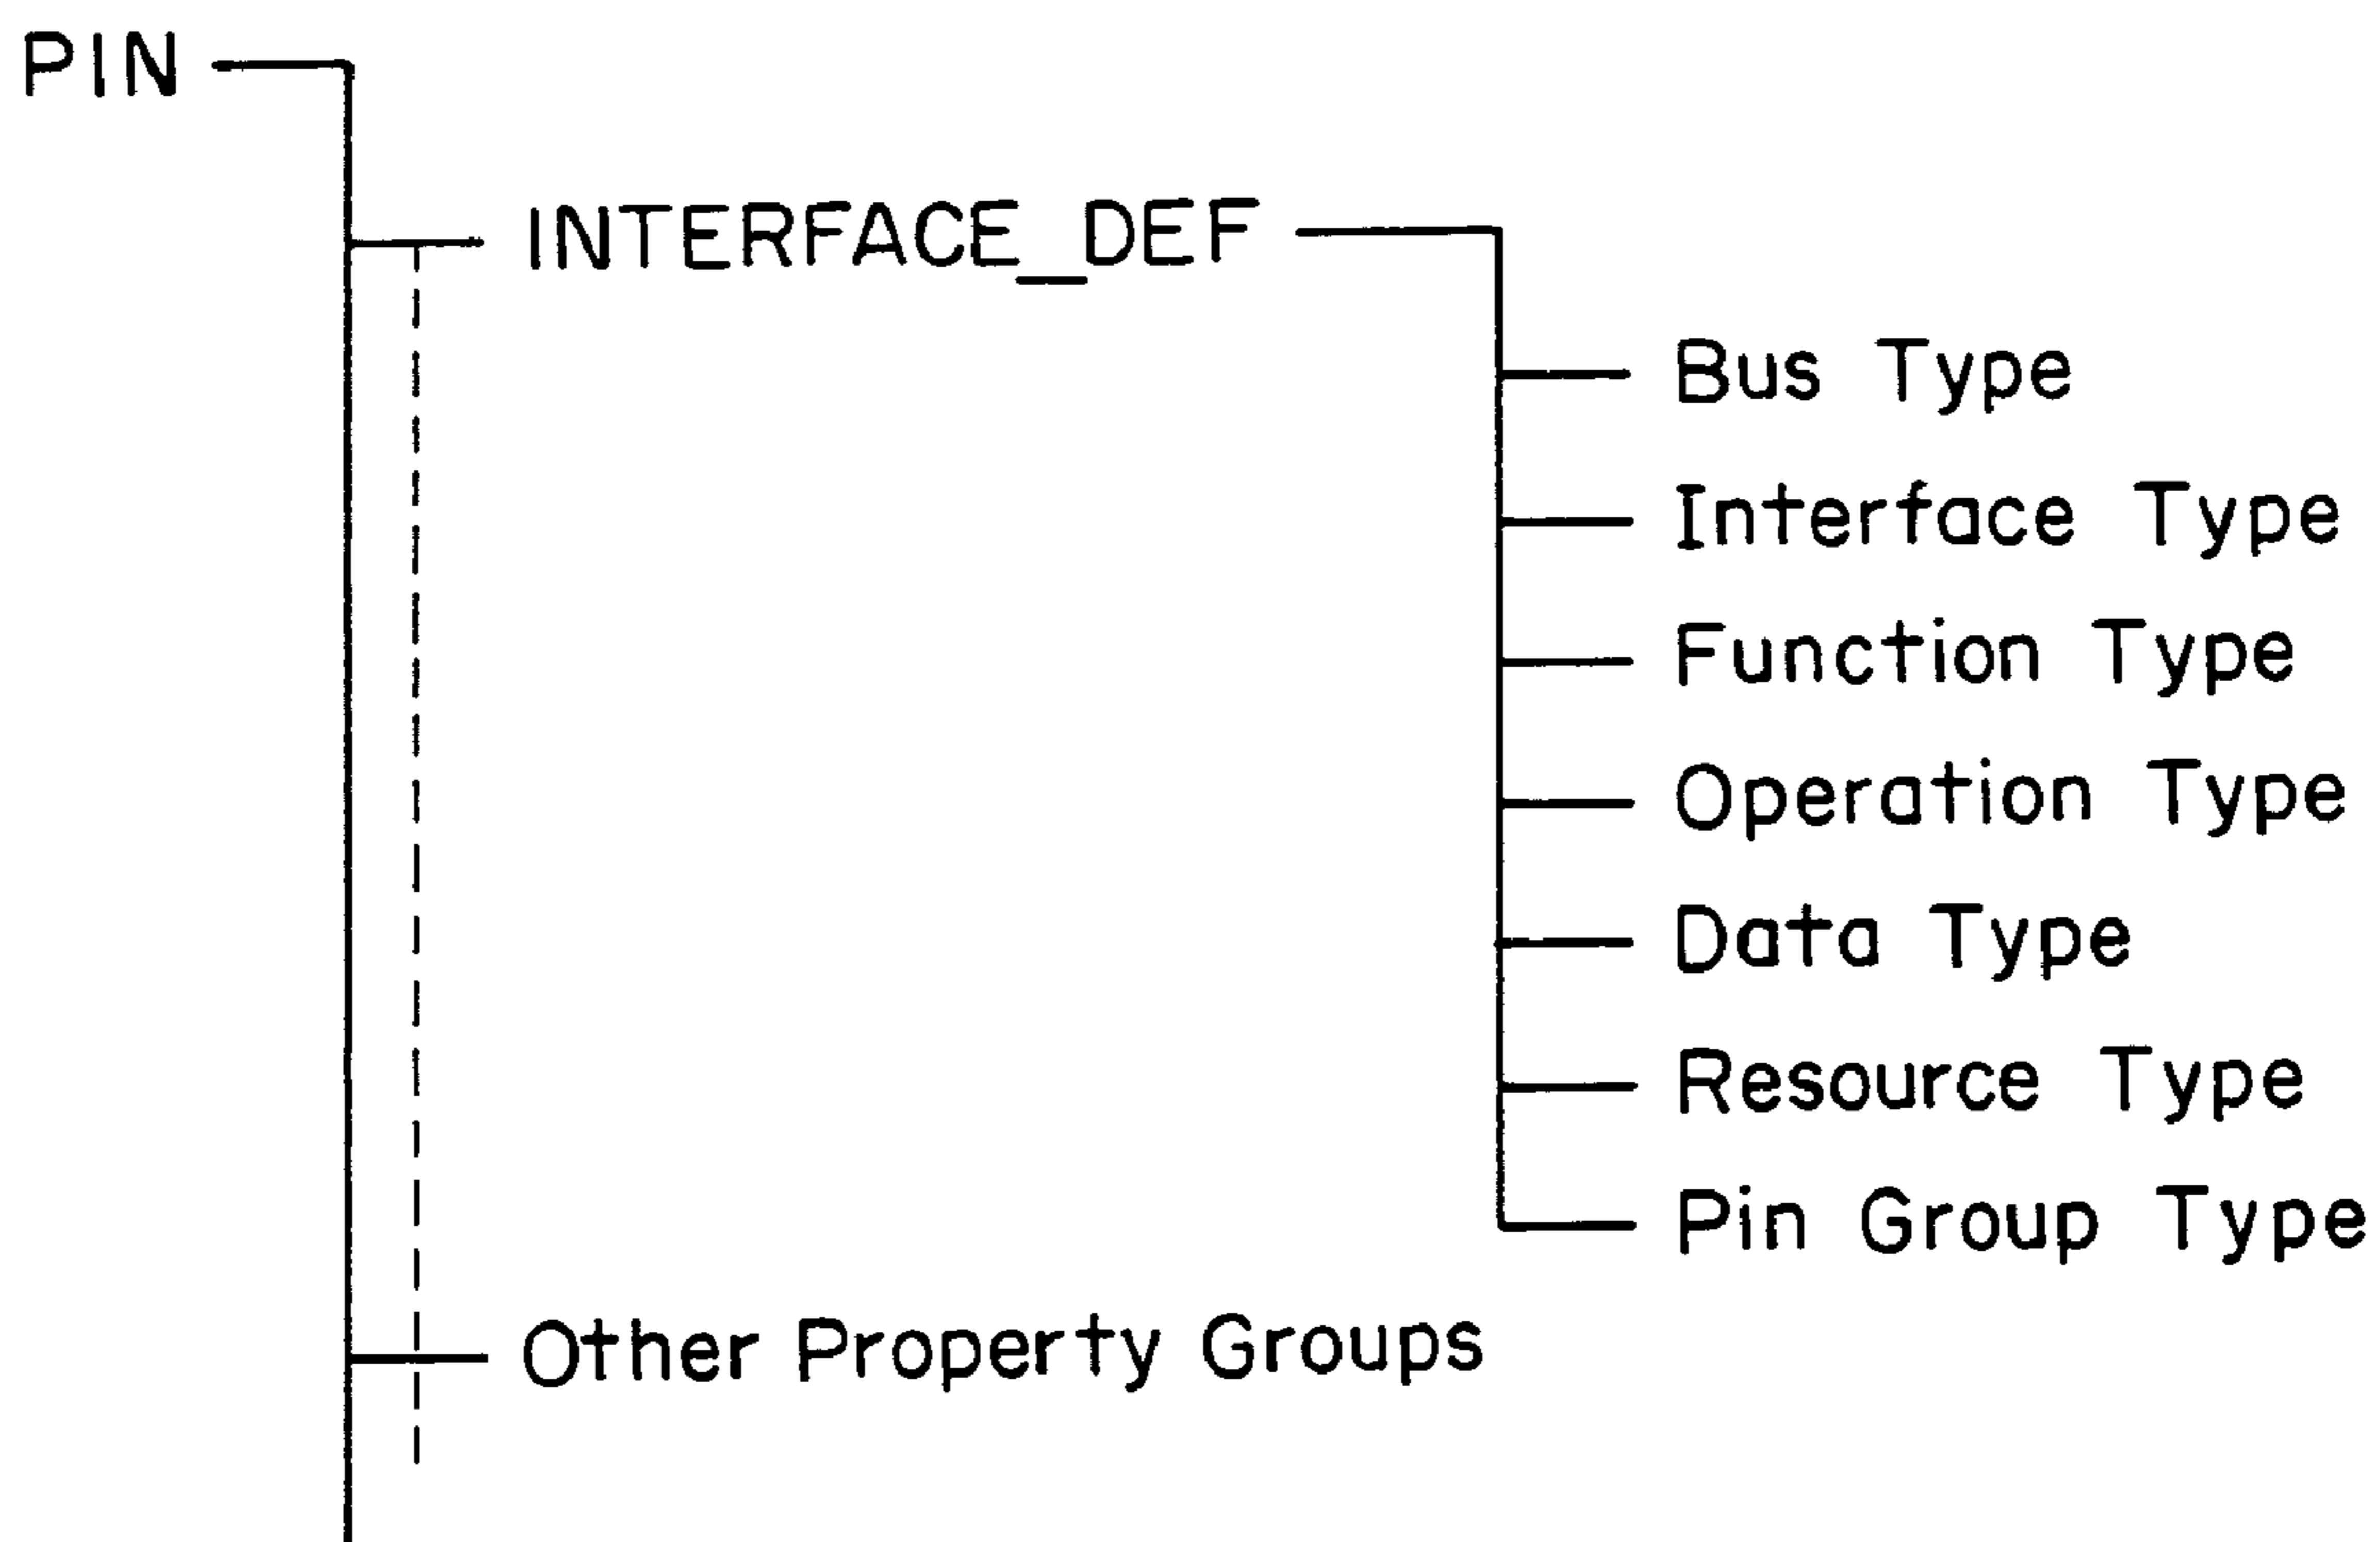 PIN
INTERFACE_DEF
Bus Type
Interface Type
Function Type
Operation Type
Data Type
Resource Type
Pin Group Type
Other Property Groups